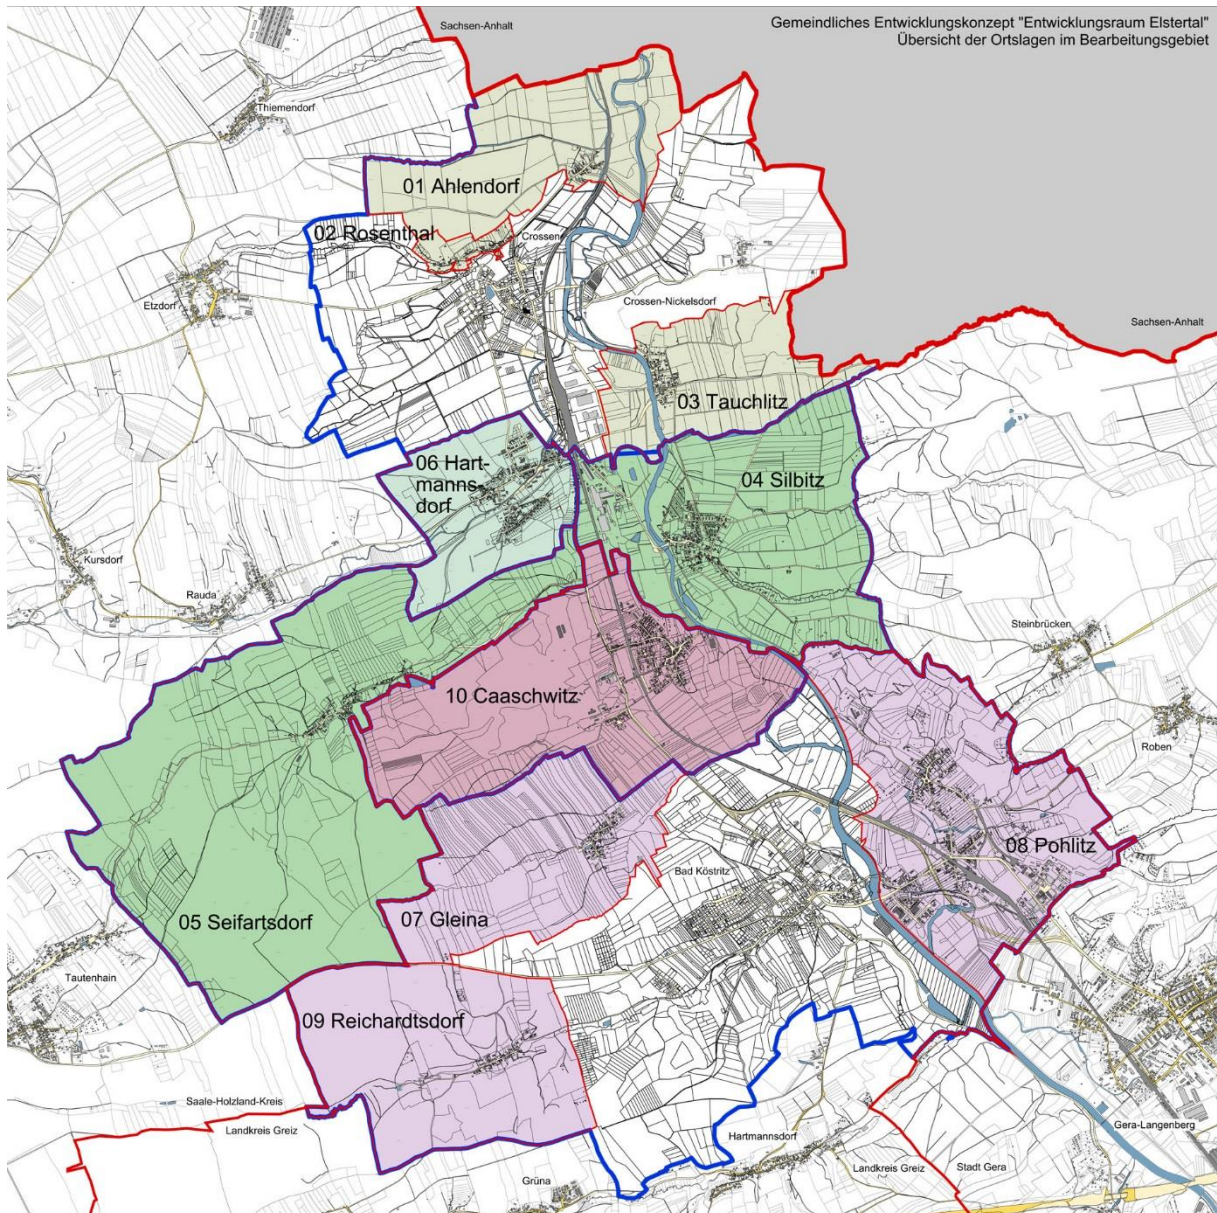 Gemeindliches Entwicklungskonzept "Entwicklungsraum Elstertal"
Übersicht der Ortslagen im Bearbeitungsgebiet
Sachsen-Anhalt
Thiemendorf
01 Ahlendorf
02 Rosenthal
Crossen
Etzdorf
Crossen-Nickelsdorf
Sachsen-Anhalt
03 Tauchlitz
06 Hart-
manns-
dorf
04 Silbitz
Kursdorf
Rauda
Steinbrücken
10 Caaschwitz
Roben
08 Pohlitz
Bad Köstritz
07 Gleina
05 Seifartsdorf
Tautenhain
09 Reichardtsdorf
Saale-Holzland-Kreis
Landkreis Greiz
Gera-Langenberg
Hartmannsdorf
Landkreis Greiz
Stadt Gera
Grüna